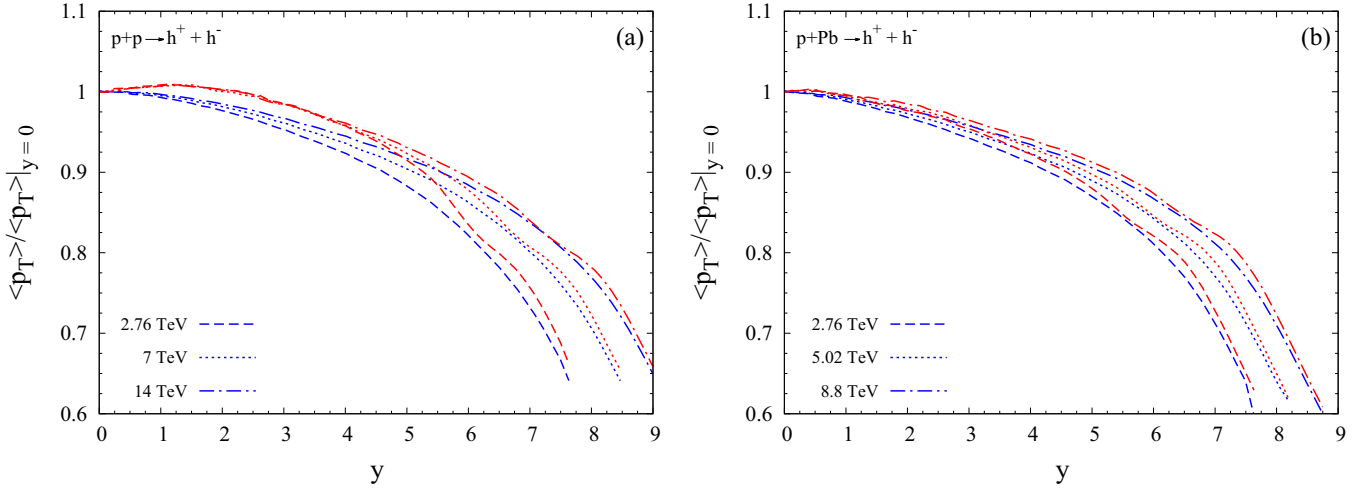 p+p → h⁺ + h⁻
(a)
<p_T>/<p_T>|_{y = 0}
1.1
1
0.9
0.8
0.7
0.6
2.76 TeV
7 TeV
14 TeV
0 1 2 3 4 5 6 7 8 9
y
p+Pb → h⁺ + h⁻
(b)
<p_T>/<p_T>|_{y = 0}
1.1
1
0.9
0.8
0.7
0.6
2.76 TeV
5.02 TeV
8.8 TeV
0 1 2 3 4 5 6 7 8 9
y